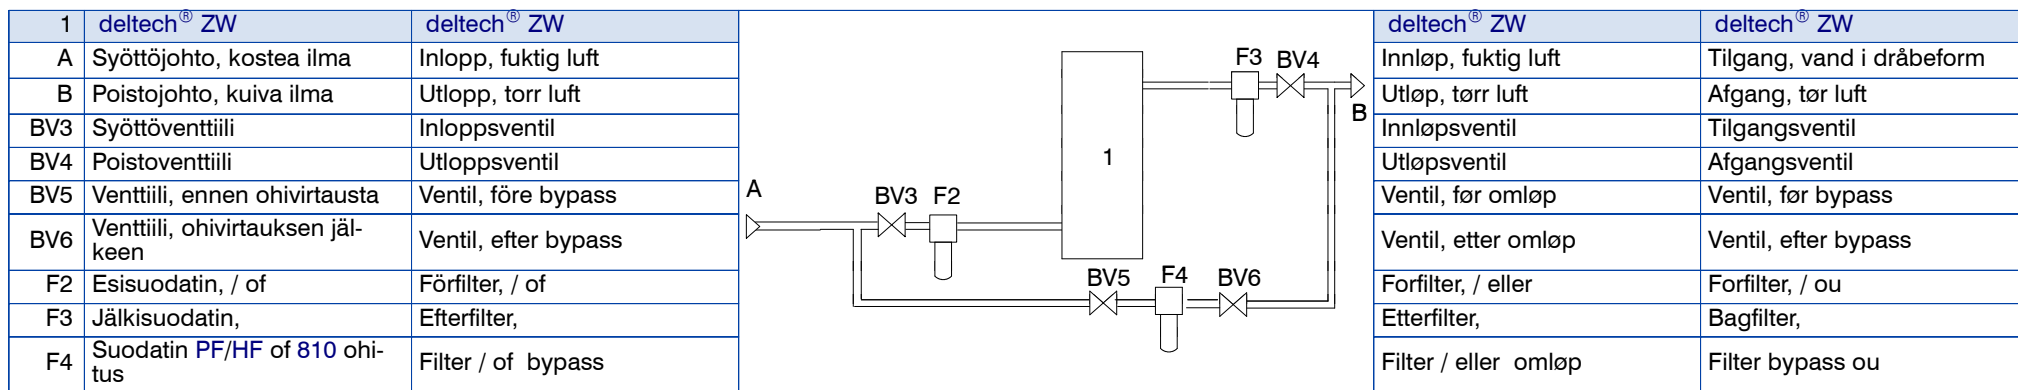 1 deltech® ZW deltech® ZW
A Syöttöjohto, kostea ilma Inlopp, fuktig luft
B Poistojohto, kuiva ilma Utlopp, torr luft
BV3 Syöttöventtiili Inloppsventil
BV4 Poistoventtiili Utloppsventil
BV5 Venttiili, ennen ohivirtausta Ventil, före bypass
BV6 Venttiili, ohivirtauksen jäl-
keen Ventil, efter bypass
F2 Esisuodatin, / of Förfilter, / of
F3 Jälkisuodatin, Efterfilter,
F4 Suodatin PF/HF of 810 ohi-
tus Filter / of bypass
F3 BV4
B
1
A
BV3 F2
BV5 F4 BV6
deltech® ZW deltech® ZW
Innløp, fuktig luft Tilgang, vand i dråbeform
Utløp, tørr luft Afgang, tør luft
Innløpsventil Tilgangsventil
Utløpsventil Afgangsventil
Ventil, før omløp Ventil, før bypass
Ventil, etter omløp Ventil, efter bypass
Forfilter, / eller Forfilter, / ou
Etterfilter, Bagfilter,
Filter / eller omløp Filter bypass ou